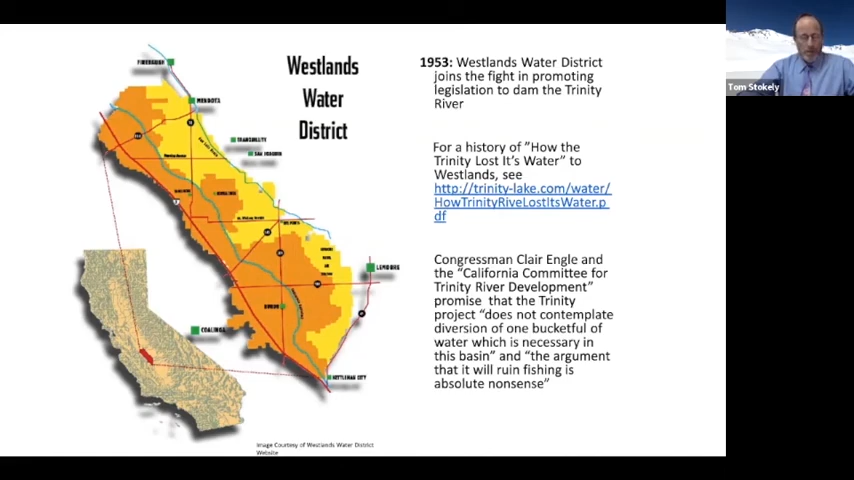 Westlands
Water
District
FIREBAUGH
MENDOTA
TRANQUILLITY
SAN JOAQUIN
LEMOORE
HURON
COALINGA
KETTLEMAN CITY
Image Courtesy of Westlands Water District
Website
1953: Westlands Water District
joins the fight in promoting
legislation to dam the Trinity
River
For a history of "How the
Trinity Lost It's Water" to
Westlands, see
http://trinity-lake.com/water/
HowTrinityRiveLostItsWater.p
df
Congressman Clair Engle and
the "California Committee for
Trinity River Development"
promise that the Trinity
project "does not contemplate
diversion of one bucketful of
water which is necessary in
this basin" and "the argument
that it will ruin fishing is
absolute nonsense"
Tom Stokely